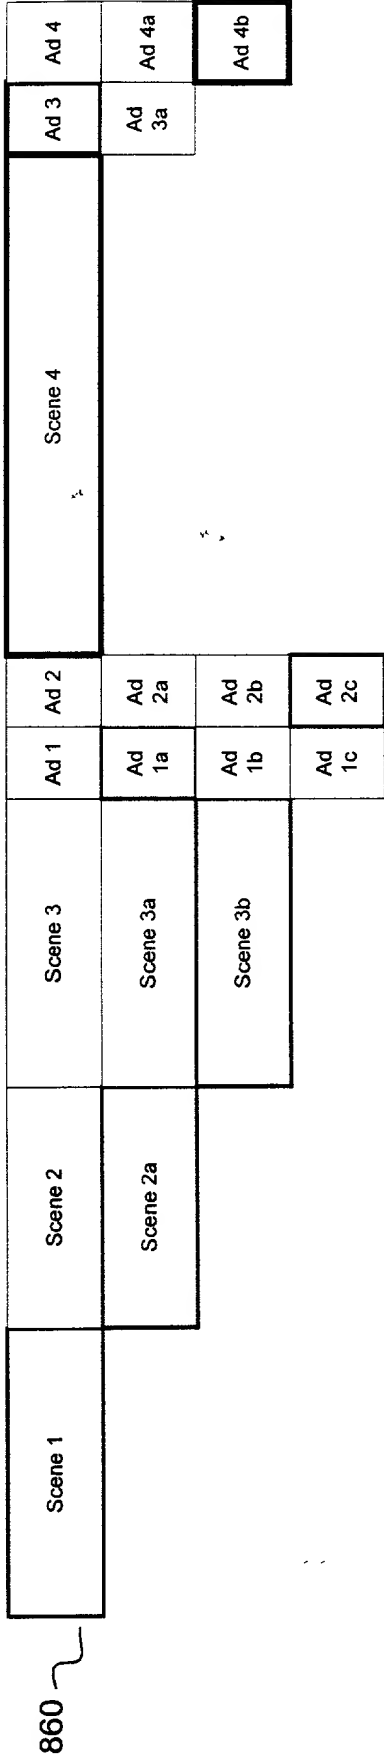 860
Scene 1
Scene 2
Scene 3
Ad 1
Ad 2
Scene 4
Ad 3
Ad 4
Scene 2a
Scene 3a
Ad
1a
Ad
2a
Ad
3a
Ad 4a
Scene 3b
Ad
1b
Ad
2b
Ad 4b
Ad
1c
Ad
2c